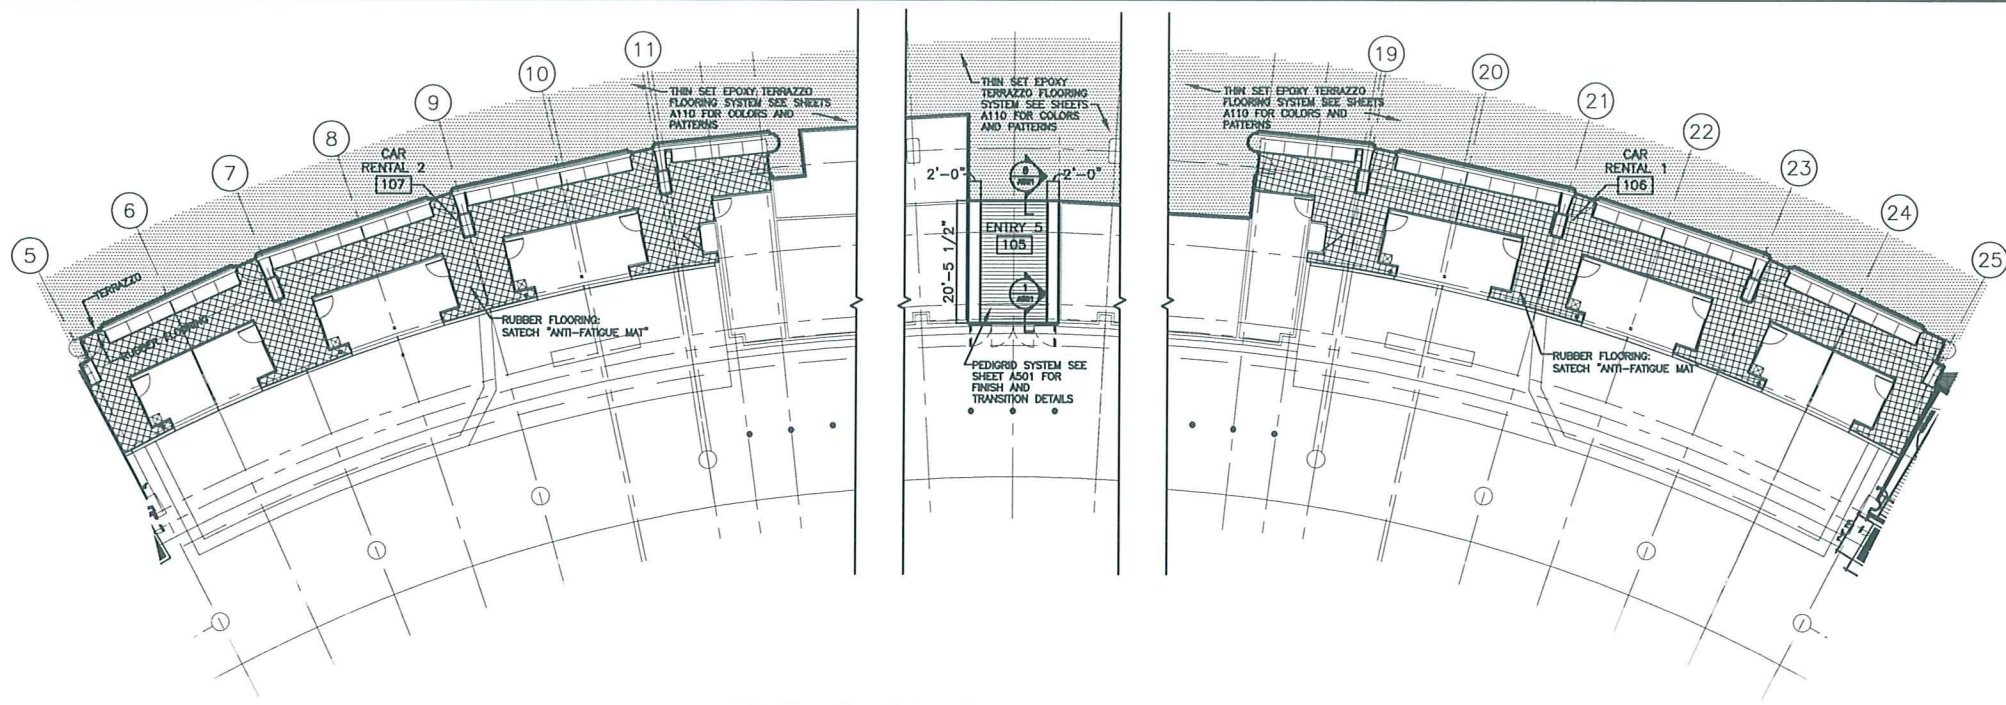 5
6
7
8
9
10
11
THIN SET EPOXY TERRAZZO
FLOORING SYSTEM SEE SHEETS
A110 FOR COLORS AND
PATTERNS
CAR
RENTAL 2
107
TERRAZZO
RUBBER FLOORING
RUBBER FLOORING:
SATECH "ANTI-FATIGUE MAT"
THIN SET EPOXY
TERRAZZO FLOORING
SYSTEM SEE SHEETS
A110 FOR COLORS
AND PATTERNS
2'-0"
2'-0"
ENTRY 5
105
20'-5 1/2"
1
A501
A501
PEDIGRID SYSTEM SEE
SHEET A501 FOR
FINISH AND
TRANSITION DETAILS
THIN SET EPOXY TERRAZZO
FLOORING SYSTEM SEE SHEETS
A110 FOR COLORS AND
PATTERNS
19
20
21
22
23
24
25
CAR
RENTAL 1
106
RUBBER FLOORING:
SATECH "ANTI-FATIGUE MAT